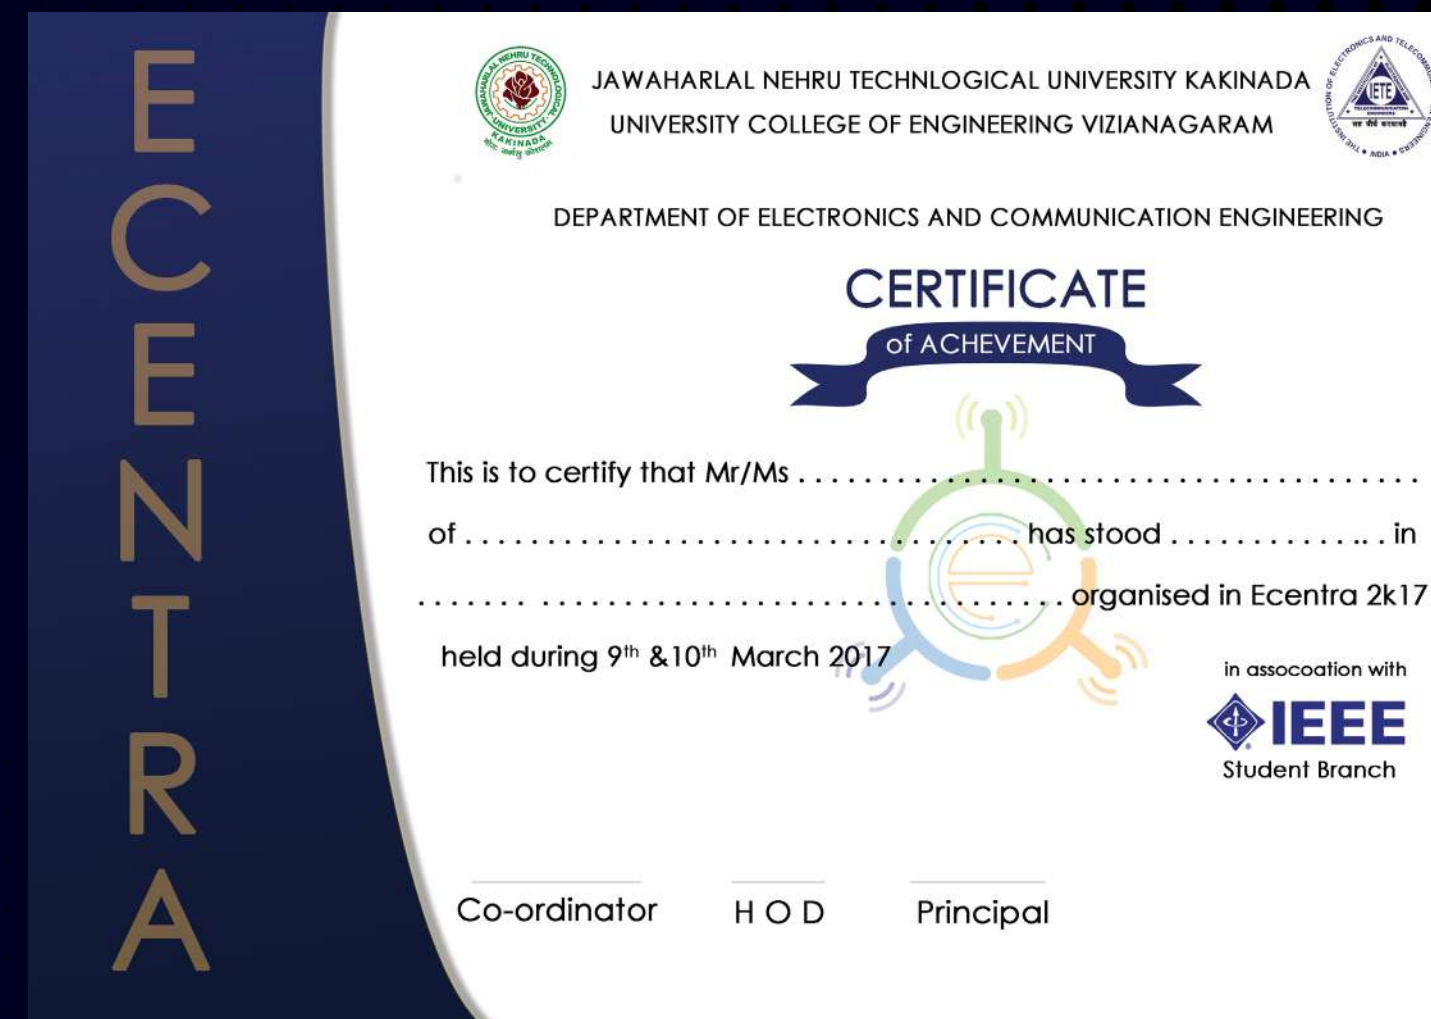 ECENTRA
JAWAHARLAL NEHRU TECHNLOGICAL UNIVERSITY KAKINADA
UNIVERSITY COLLEGE OF ENGINEERING VIZIANAGARAM
IETE
DEPARTMENT OF ELECTRONICS AND COMMUNICATION ENGINEERING
CERTIFICATE
of ACHEVEMENT
This is to certify that Mr/Ms . . . . . . . . . . . . . . . . . . . . . . . . . . . . . . . . . . . . . .
of . . . . . . . . . . . . . . . . . . . . . . . . . . . . . . . . . . has stood . . . . . . . . . . . . .. . in
. . . . . . . . . . . . . . . . . . . . . . . . . . . . . . . . . . . . . . . organised in Ecentra 2k17
held during 9th &10th March 2017
in assocoation with
IEEE
Student Branch
Co-ordinator H O D Principal